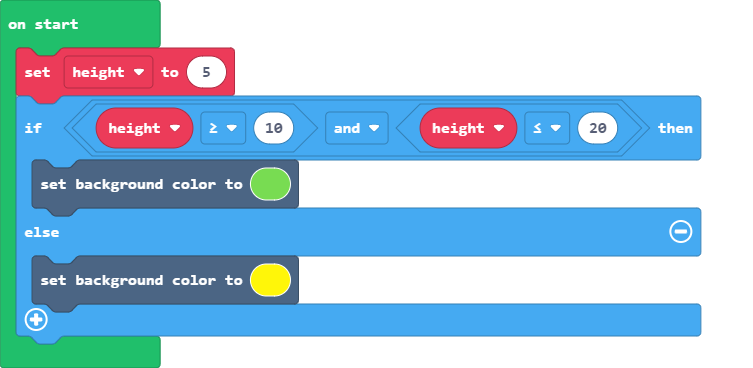 on start
set height to 5
if height ≥ 10 and height ≤ 20 then
set background color to
else
set background color to